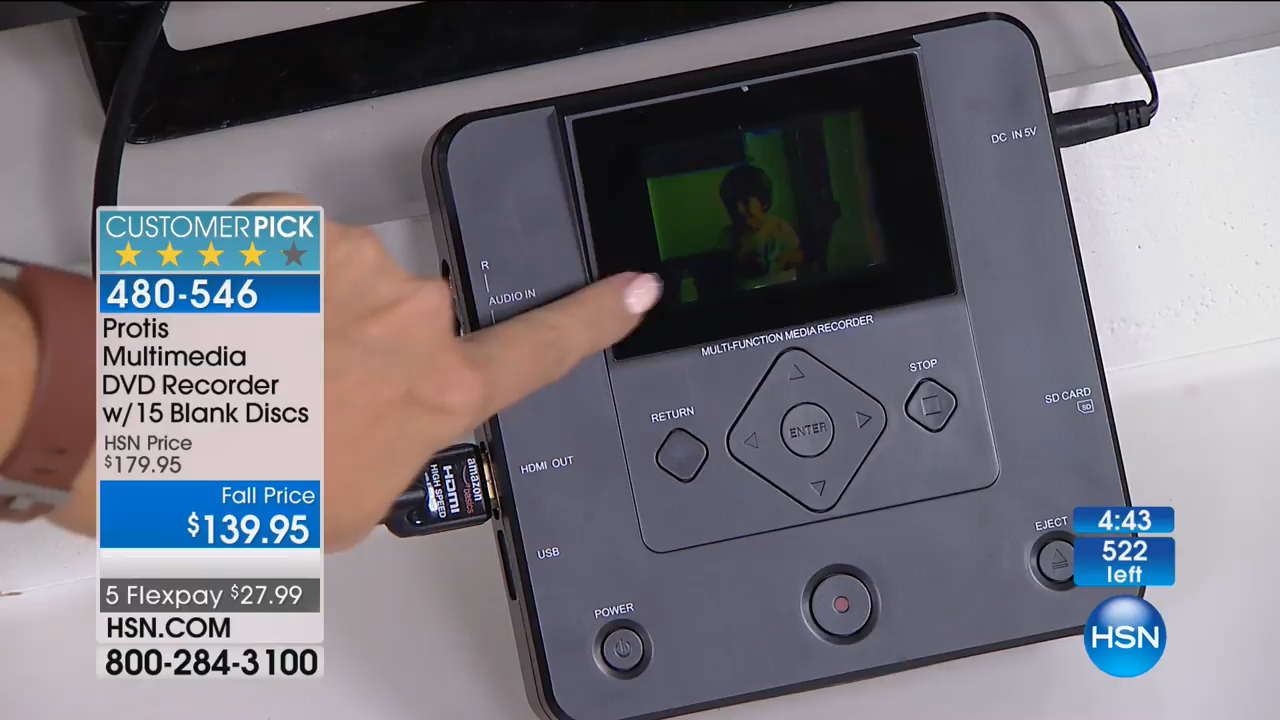 CUSTOMERPICK
480-546
Protis
Multimedia
DVD Recorder
w/15 Blank Discs
HSN Price
$179.95
Fall Price
$139.95
5 Flexpay $27.99
HSN.COM
800-284-3100
DC IN 5V
R
AUDIO IN
MULTI-FUNCTION MEDIA RECORDER
STOP
RETURN
ENTER
SD CARD
SD
HDMI OUT
amazon
basics
HDMI
HIGH SPEED
USB
EJECT
POWER
4:43
522
left
HSN